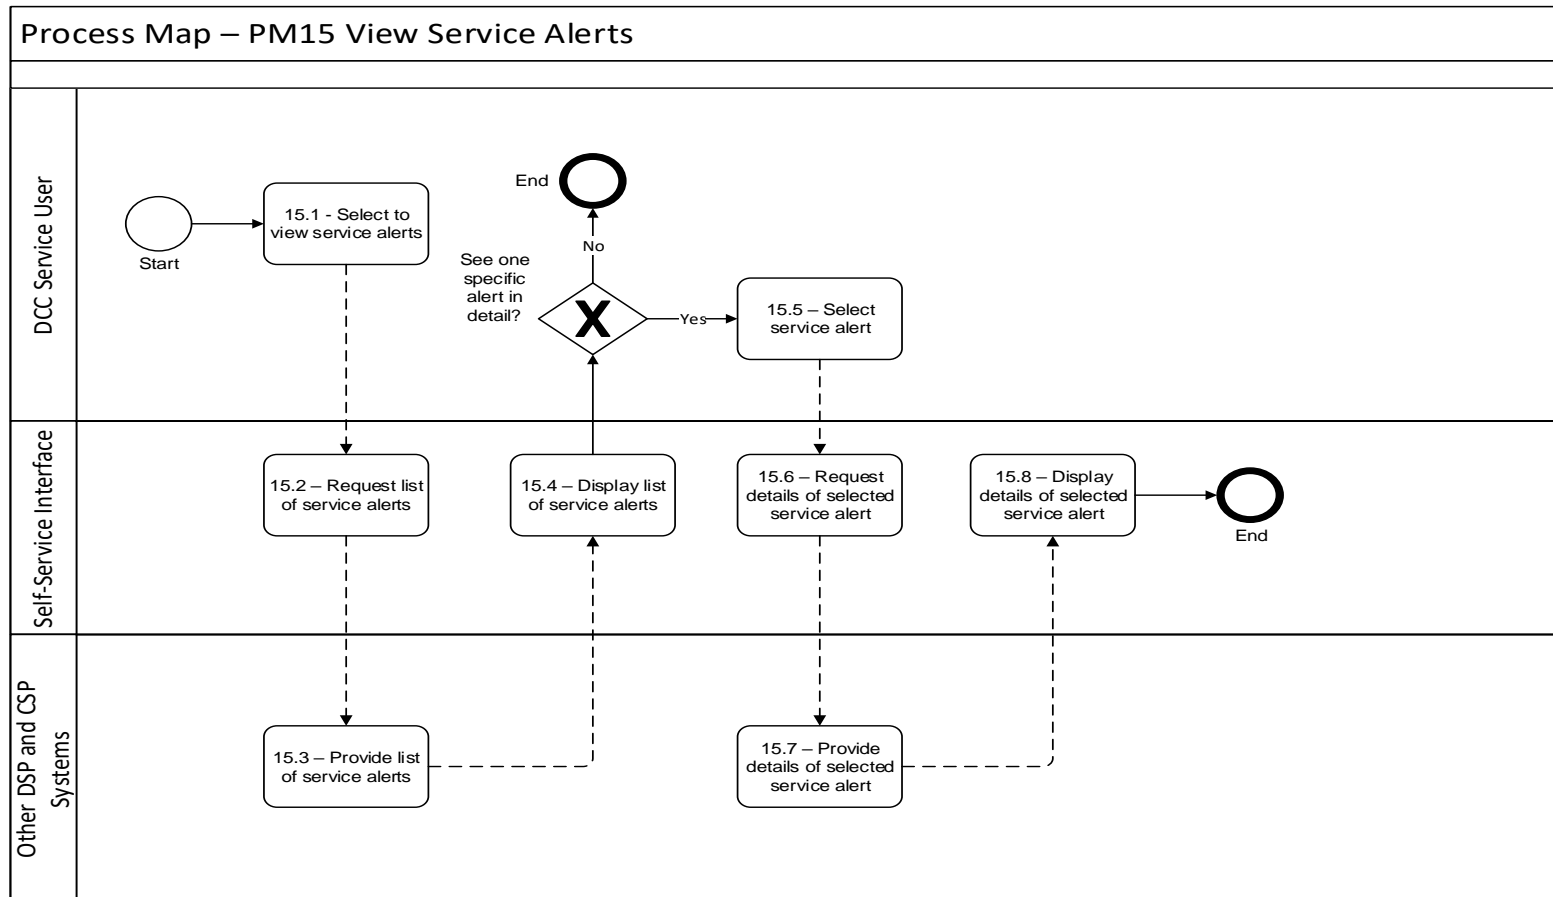 Process Map – PM15 View Service Alerts
DCC Service User
Start
15.1 - Select to
view service alerts
End
No
See one
specific
alert in
detail?
X
Yes
15.5 – Select
service alert
Self-Service Interface
15.2 – Request list
of service alerts
15.4 – Display list
of service alerts
15.6 – Request
details of selected
service alert
15.8 – Display
details of selected
service alert
End
Other DSP and CSP
Systems
15.3 – Provide list
of service alerts
15.7 – Provide
details of selected
service alert